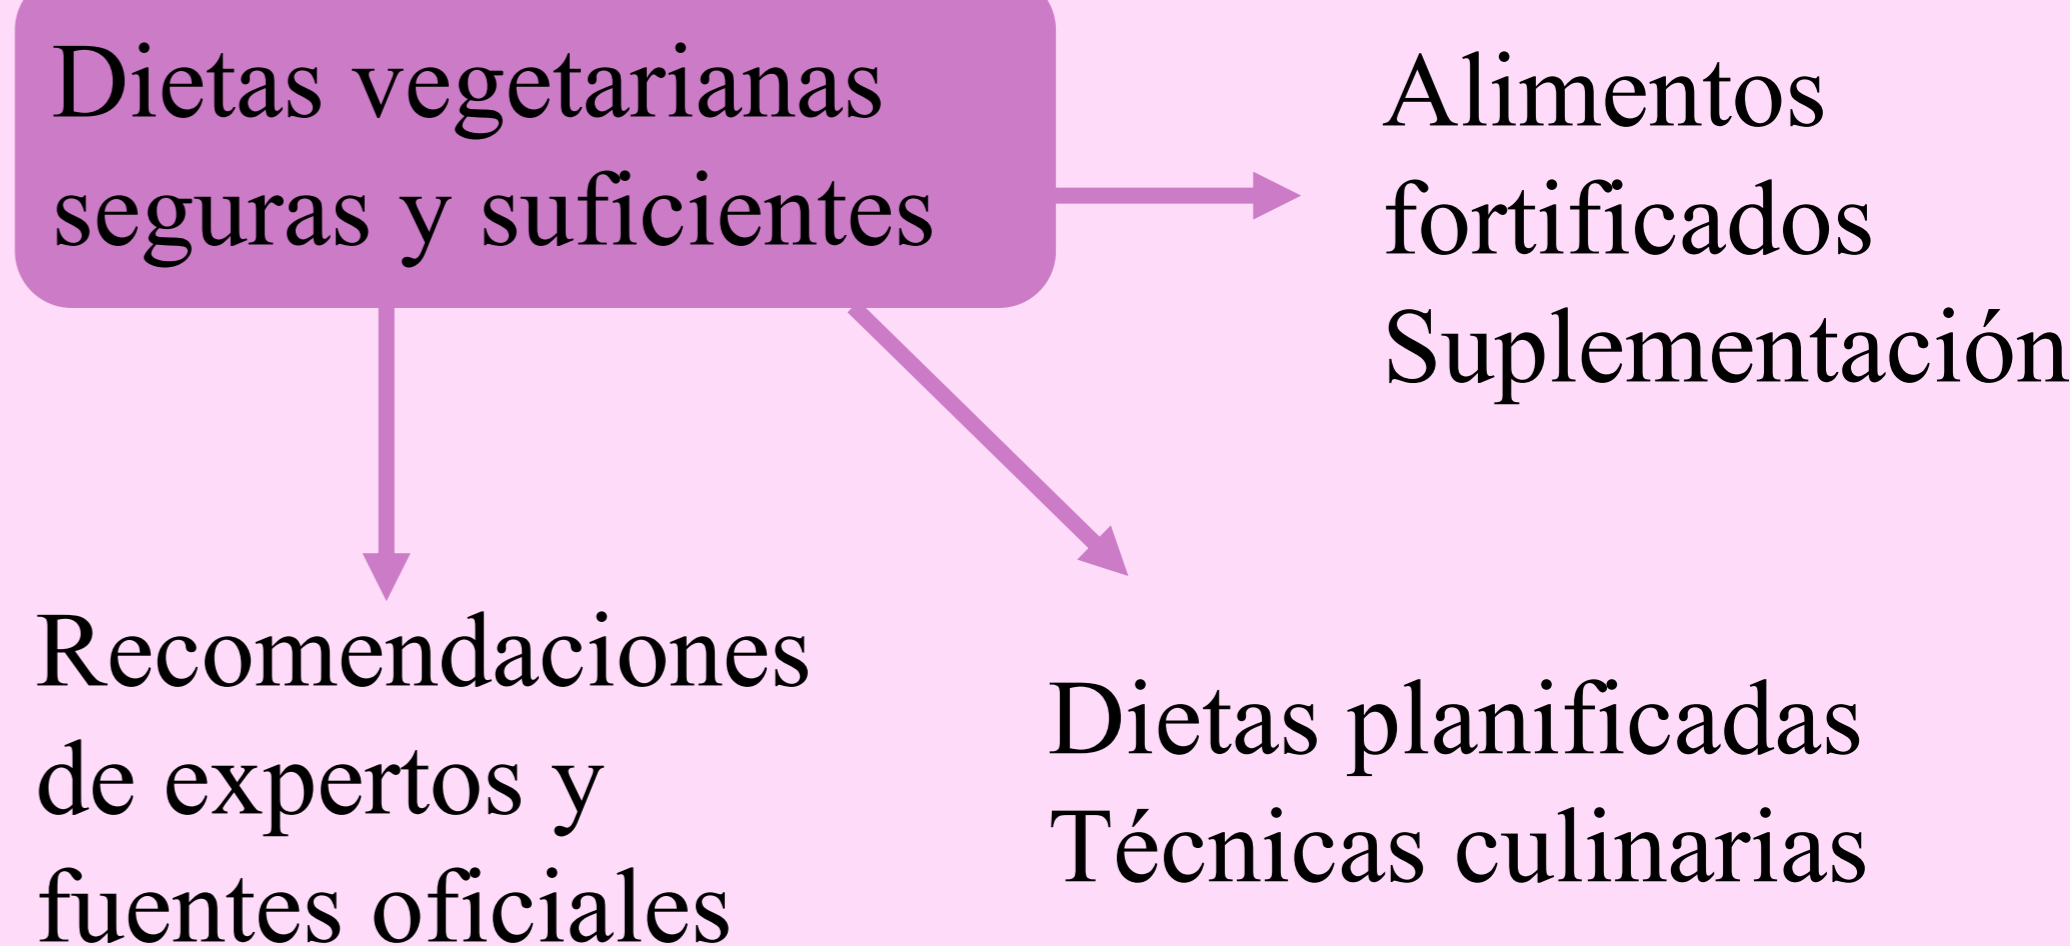 Dietas vegetarianas
seguras y suficientes
Alimentos
fortificados
Suplementación
Recomendaciones
de expertos y
fuentes oficiales
Dietas planificadas
Técnicas culinarias